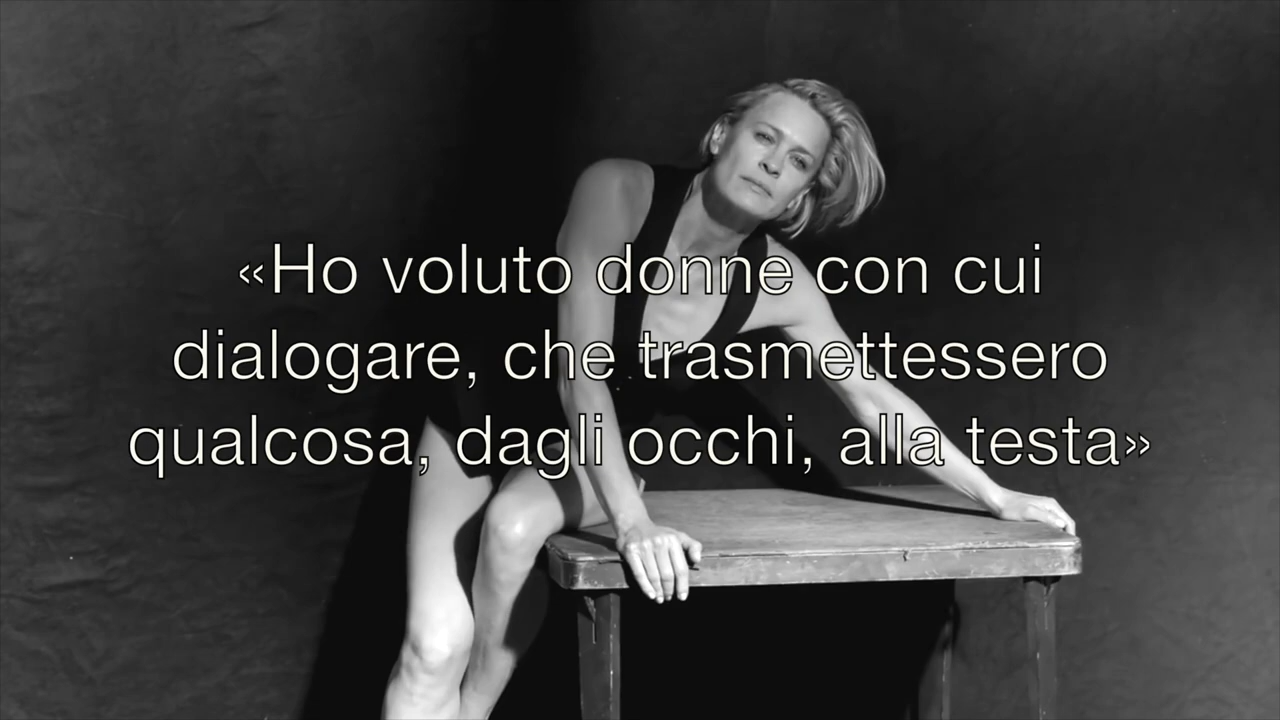 «Ho voluto donne con cui
dialogare, che trasmettessero
qualcosa, dagli occhi, alla testa»